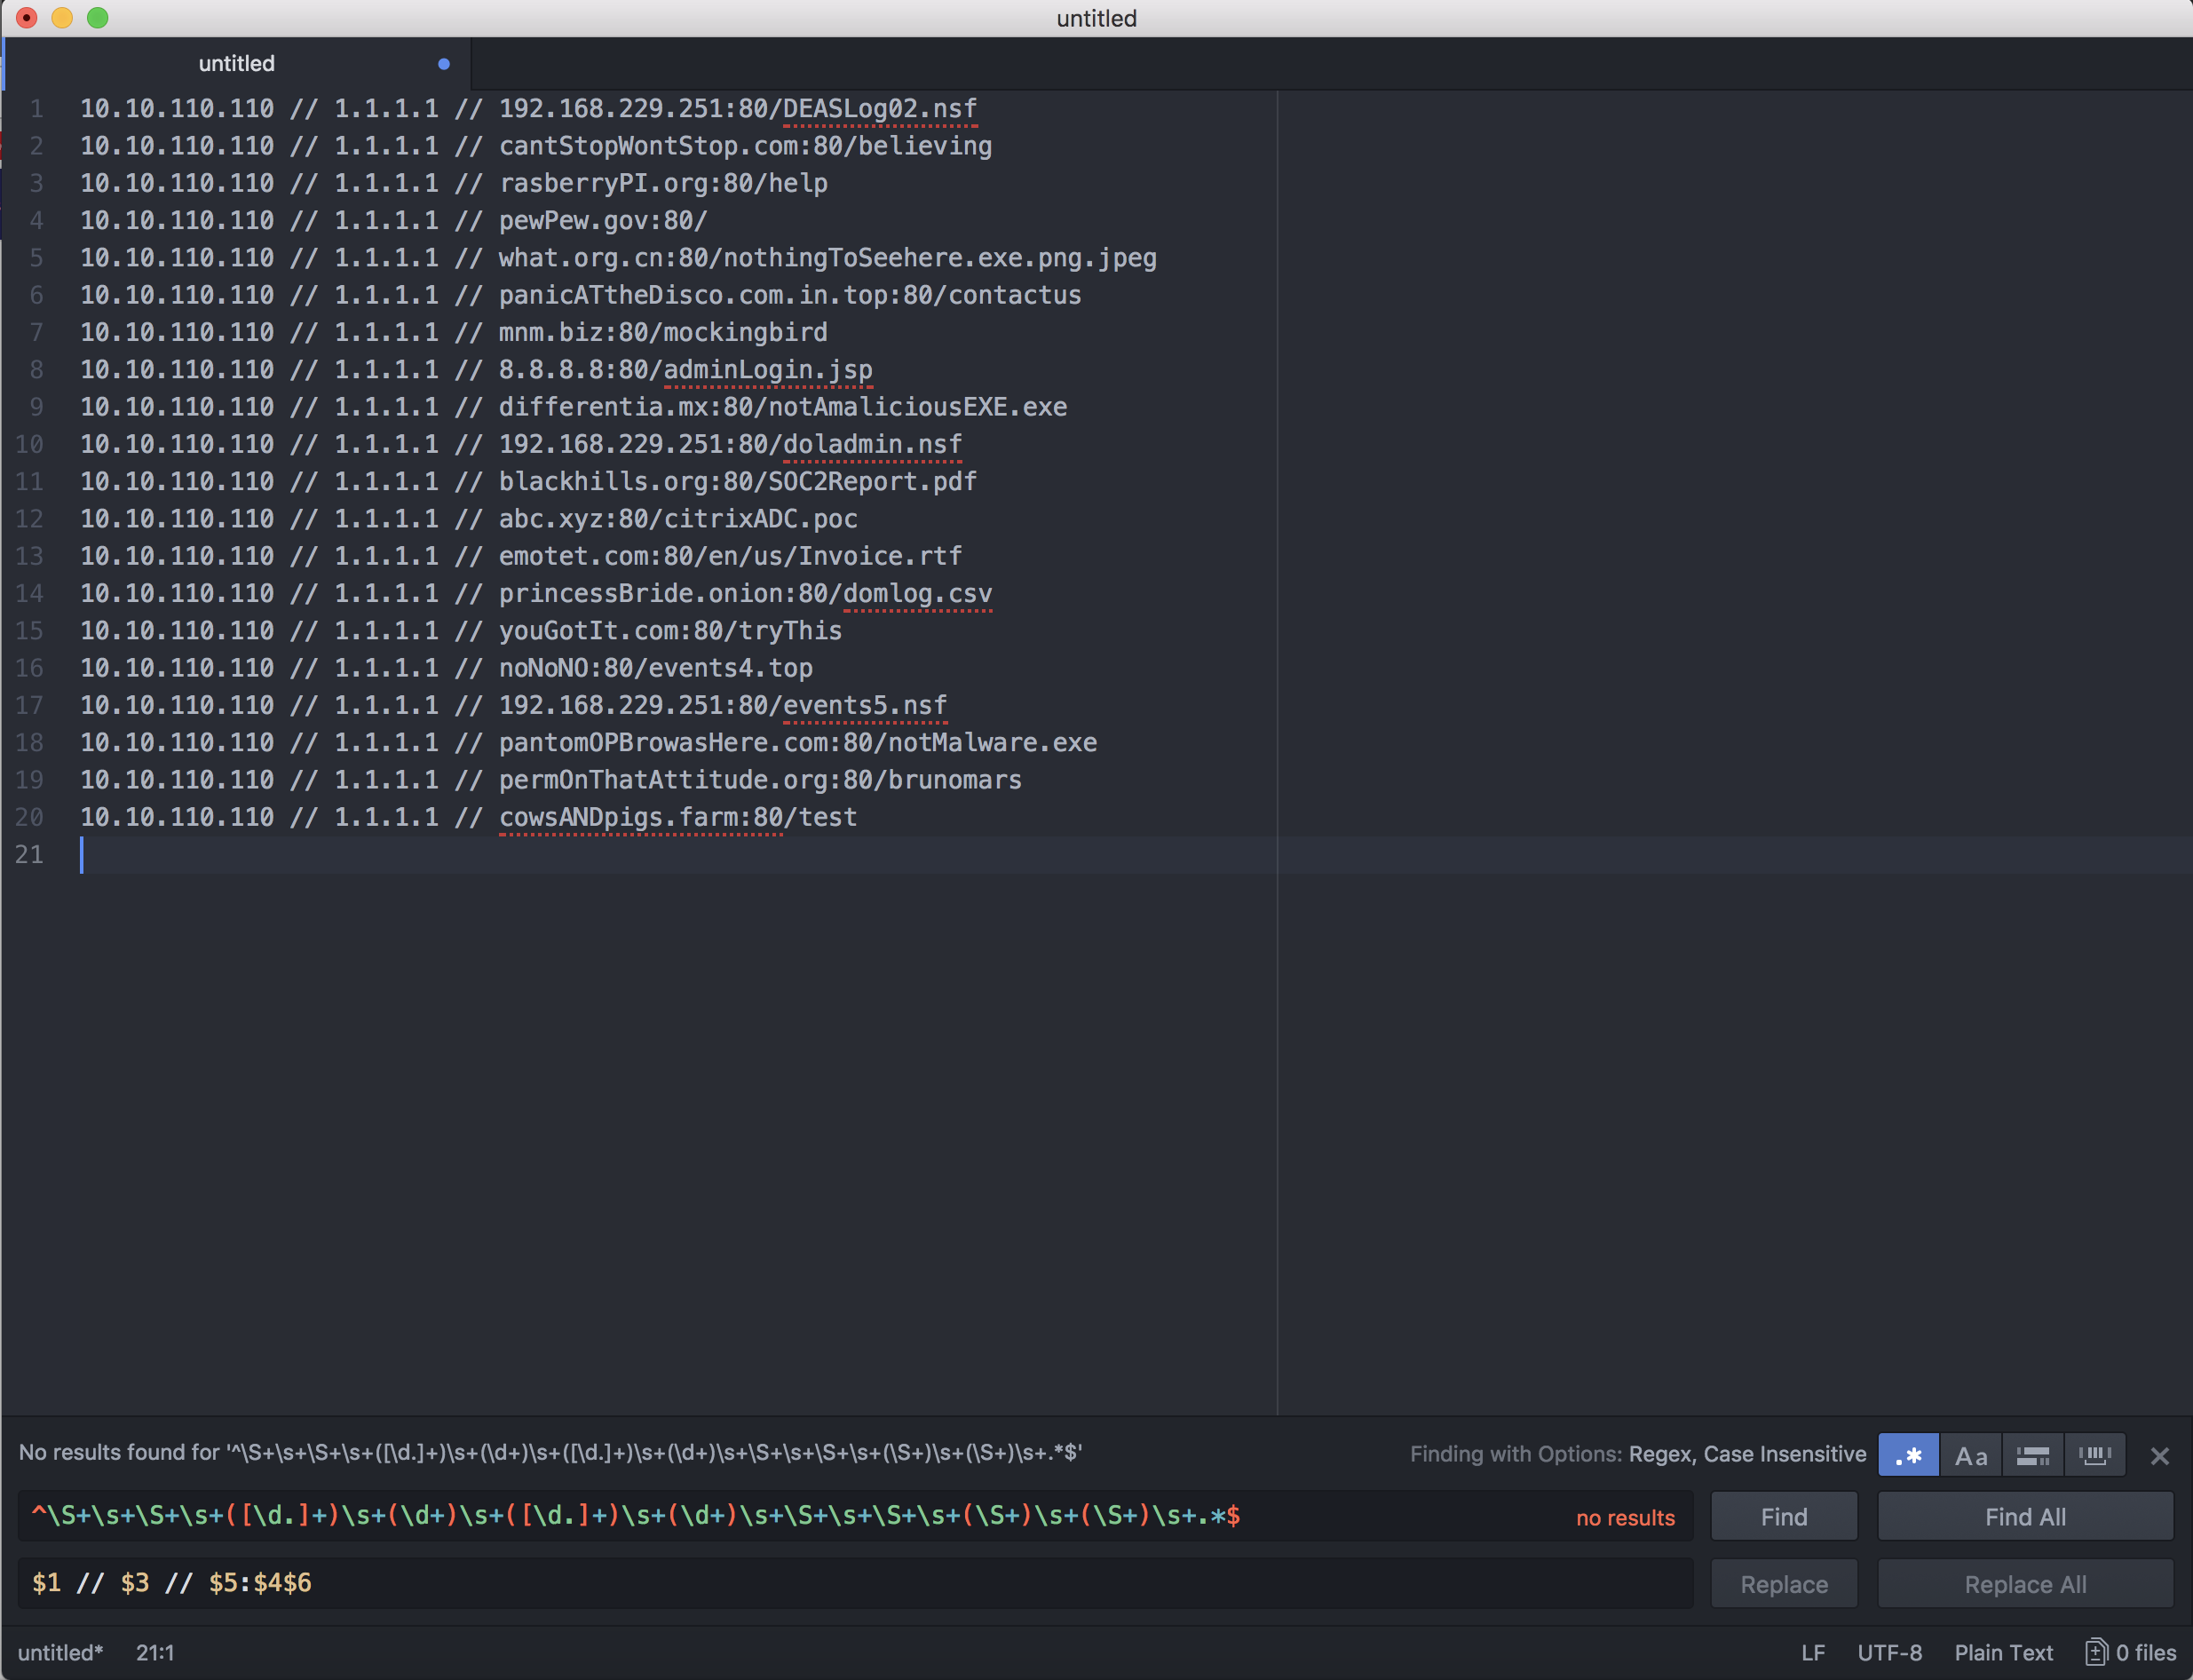 untitled
untitled
1 10.10.110.110 // 1.1.1.1 // 192.168.229.251:80/DEASLog02.nsf
2 10.10.110.110 // 1.1.1.1 // cantStopWontStop.com:80/believing
3 10.10.110.110 // 1.1.1.1 // rasberryPI.org:80/help
4 10.10.110.110 // 1.1.1.1 // pewPew.gov:80/
5 10.10.110.110 // 1.1.1.1 // what.org.cn:80/nothingToSeehere.exe.png.jpeg
6 10.10.110.110 // 1.1.1.1 // panicATtheDisco.com.in.top:80/contactus
7 10.10.110.110 // 1.1.1.1 // mnm.biz:80/mockingbird
8 10.10.110.110 // 1.1.1.1 // 8.8.8.8:80/adminLogin.jsp
9 10.10.110.110 // 1.1.1.1 // differentia.mx:80/notAmaliciousEXE.exe
10 10.10.110.110 // 1.1.1.1 // 192.168.229.251:80/doladmin.nsf
11 10.10.110.110 // 1.1.1.1 // blackhills.org:80/SOC2Report.pdf
12 10.10.110.110 // 1.1.1.1 // abc.xyz:80/citrixADC.poc
13 10.10.110.110 // 1.1.1.1 // emotet.com:80/en/us/Invoice.rtf
14 10.10.110.110 // 1.1.1.1 // princessBride.onion:80/domlog.csv
15 10.10.110.110 // 1.1.1.1 // youGotIt.com:80/tryThis
16 10.10.110.110 // 1.1.1.1 // noNoNO:80/events4.top
17 10.10.110.110 // 1.1.1.1 // 192.168.229.251:80/events5.nsf
18 10.10.110.110 // 1.1.1.1 // pantomOPBrowasHere.com:80/notMalware.exe
19 10.10.110.110 // 1.1.1.1 // permOnThatAttitude.org:80/brunomars
20 10.10.110.110 // 1.1.1.1 // cowsANDpigs.farm:80/test
21
No results found for '^\S+\s+\S+\s+([\d.]+)\s+(\d+)\s+([\d.]+)\s+(\d+)\s+\S+\s+\S+\s+(\S+)\s+(\S+)\s+.*$' Finding with Options: Regex, Case Insensitive .* Aa
^\S+\s+\S+\s+([\d.]+)\s+(\d+)\s+([\d.]+)\s+(\d+)\s+\S+\s+\S+\s+(\S+)\s+(\S+)\s+.*$ no results Find Find All
$1 // $3 // $5:$4$6 Replace Replace All
untitled* 21:1 LF UTF-8 Plain Text 0 files